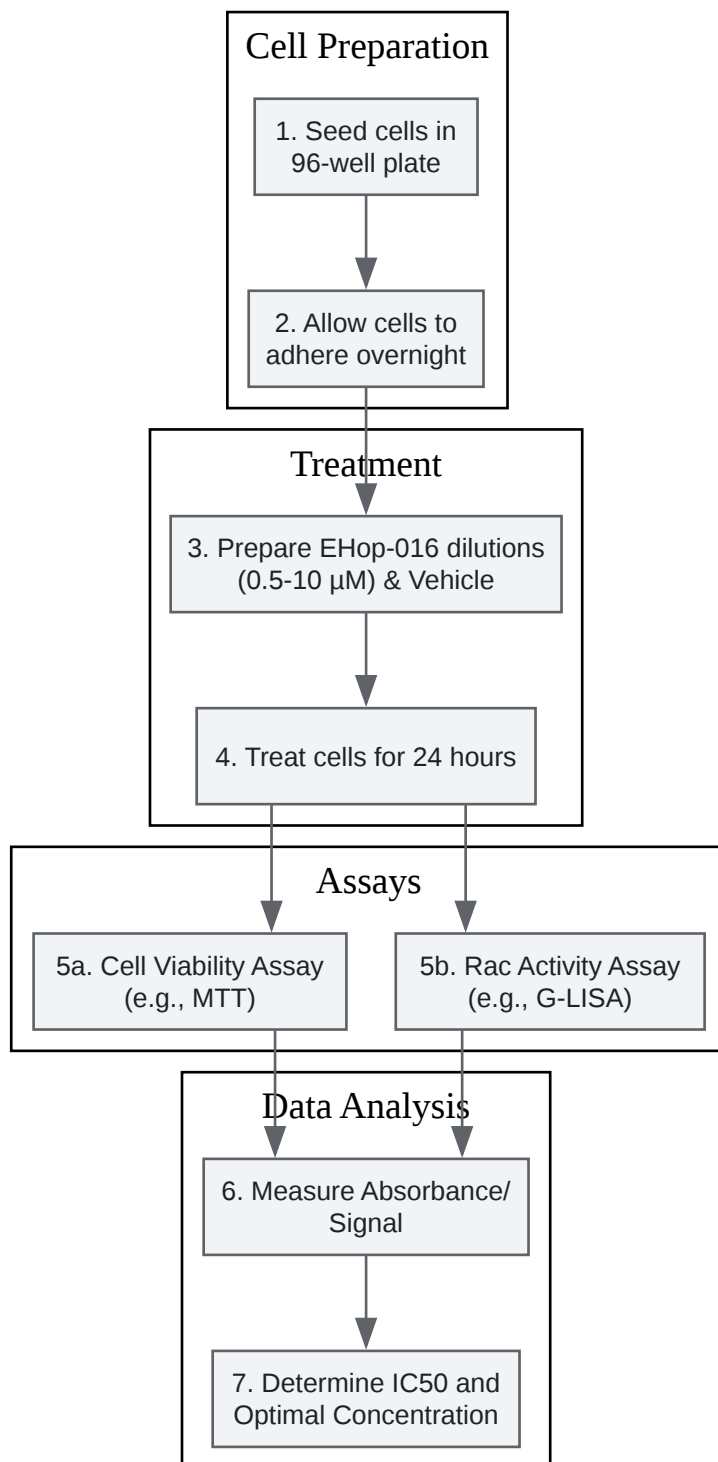 Cell Preparation
1. Seed cells in
96-well plate
2. Allow cells to
adhere overnight
Treatment
3. Prepare EHop-016 dilutions
(0.5-10 µM) & Vehicle
4. Treat cells for 24 hours
Assays
5a. Cell Viability Assay
(e.g., MTT)
5b. Rac Activity Assay
(e.g., G-LISA)
Data Analysis
6. Measure Absorbance/
Signal
7. Determine IC50 and
Optimal Concentration